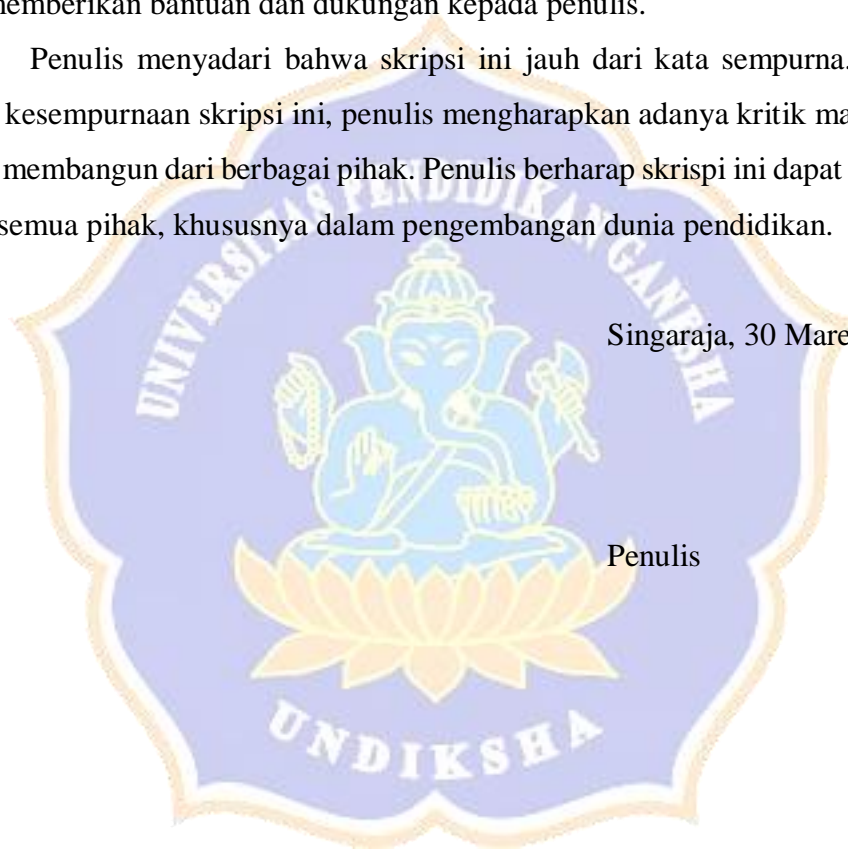 memberikan bantuan dan dukungan kepada penulis.
Penulis menyadari bahwa skripsi ini jauh dari kata sempurna.
kesempurnaan skripsi ini, penulis mengharapkan adanya kritik
membangun dari berbagai pihak. Penulis berharap skrispi ini dapat
semua pihak, khususnya dalam pengembangan dunia pendidikan.
UNIVERSITAS PENDIDIKAN GANESHA
Singaraja, 30
Penulis
UNDIKSHA